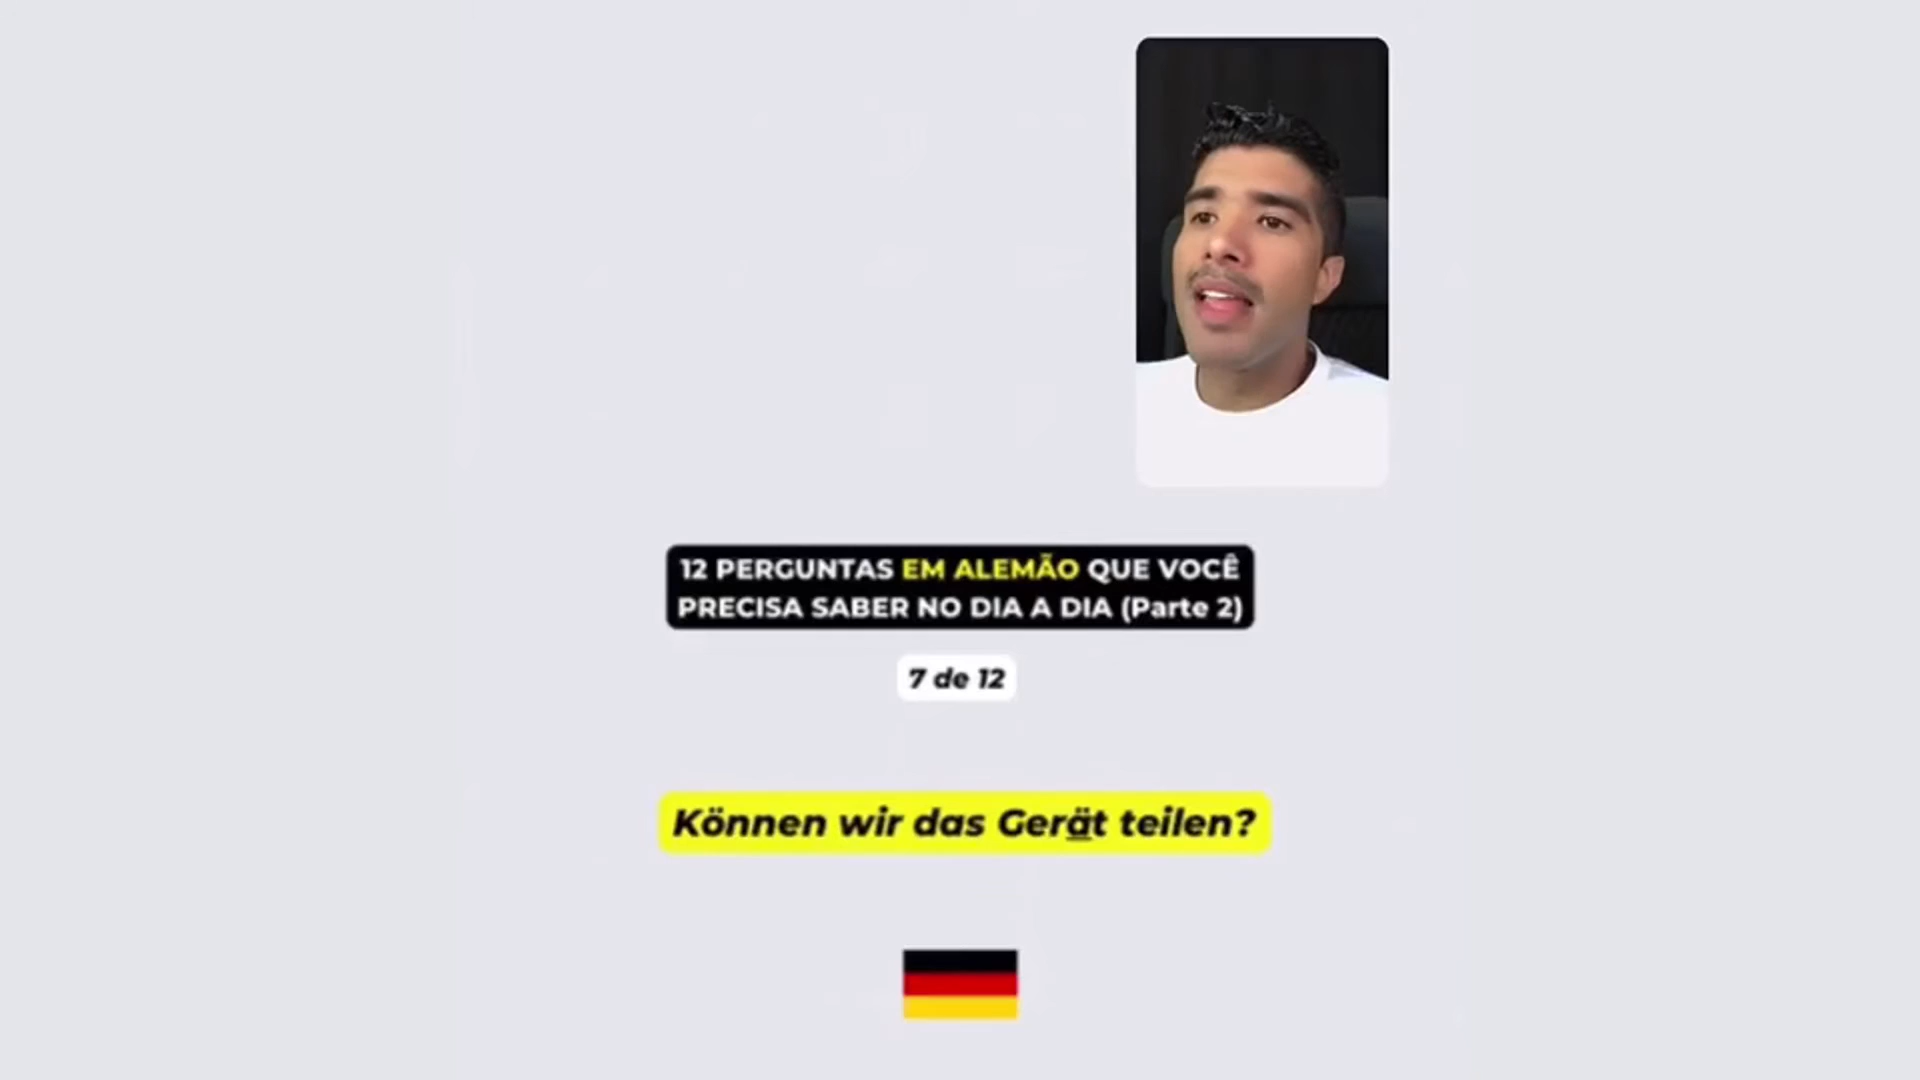 12 PERGUNTAS EM ALEMÃO QUE VOCÊ
PRECISA SABER NO DIA A DIA (Parte 2)
7 de 12
Können wir das Gerät teilen?